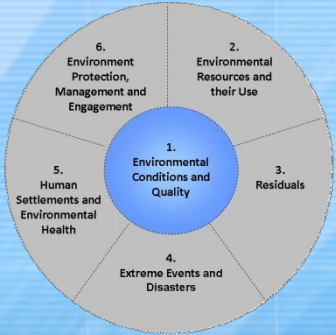 1.
Environmental
Conditions and
Quality
2.
Environmental
Resources and
their Use
3.
Residuals
4.
Extreme Events and
Disasters
5.
Human
Settlements and
Environmental
Health
6.
Environment
Protection,
Management and
Engagement